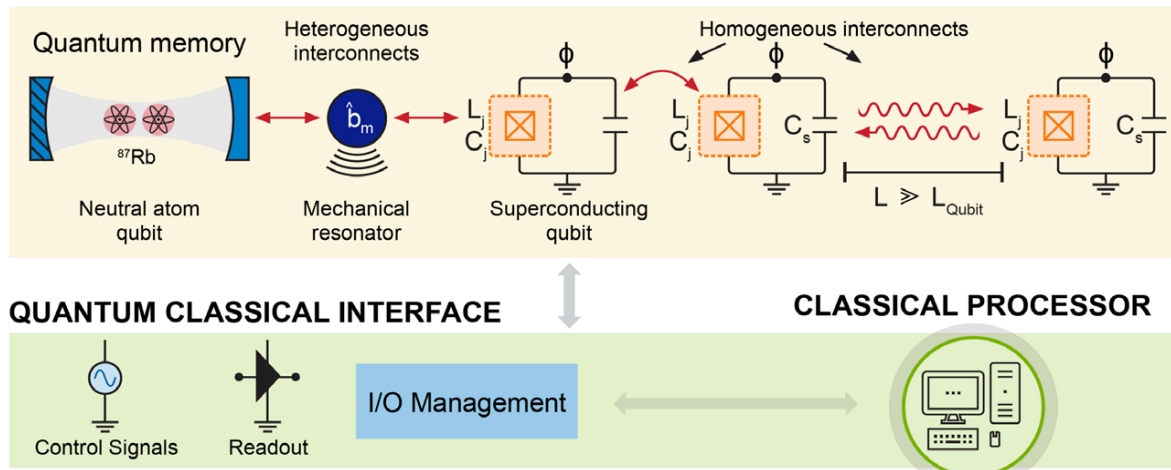 Quantum memory
Heterogeneous
interconnects
Homogeneous interconnects
ϕ
ϕ
ϕ
b̂ₘ
Lⱼ
Cⱼ
Lⱼ
Cⱼ
Cₛ
Lⱼ
Cⱼ
Cₛ
⁸⁷Rb
L ⋙ L_Qubit
Neutral atom
qubit
Mechanical
resonator
Superconducting
qubit
QUANTUM CLASSICAL INTERFACE
CLASSICAL PROCESSOR
I/O Management
Control Signals
Readout